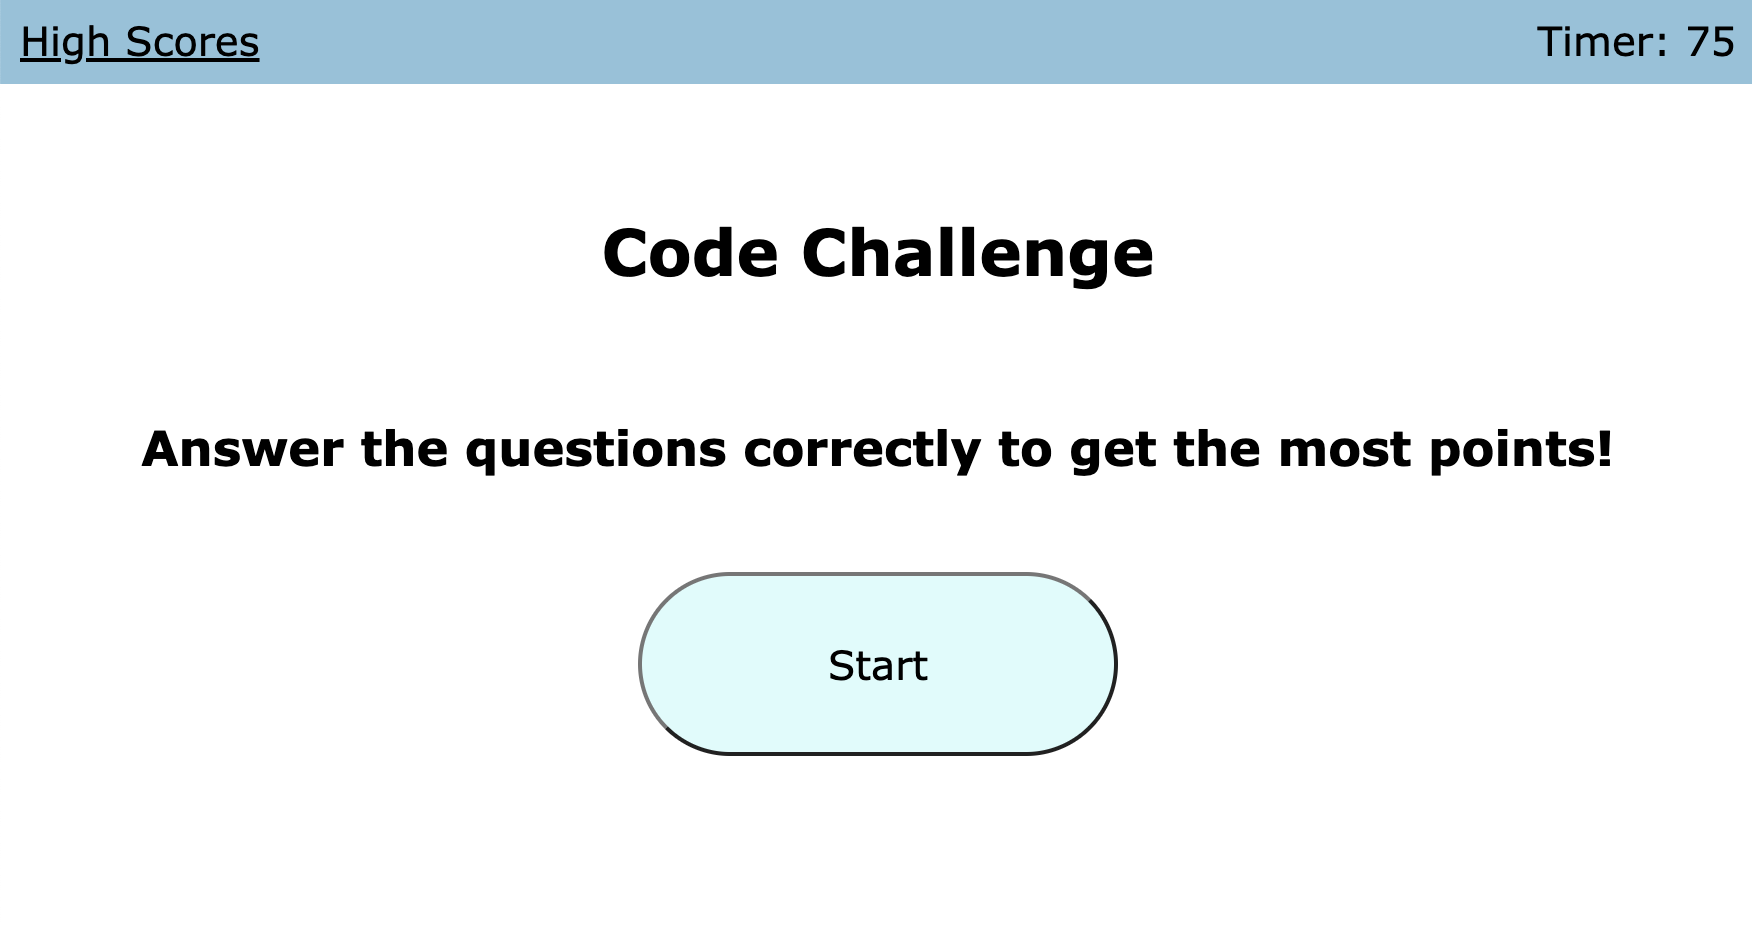 High Scores
Timer: 75
Code Challenge
Answer the questions correctly to get the most points!
Start